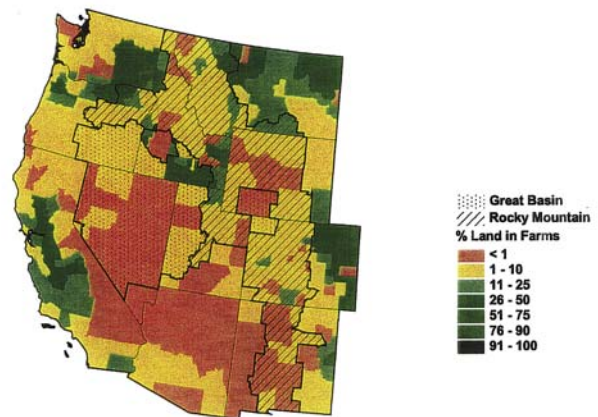 Great Basin
Rocky Mountain
% Land in Farms
< 1
1 - 10
11 - 25
26 - 50
51 - 75
76 - 90
91 - 100